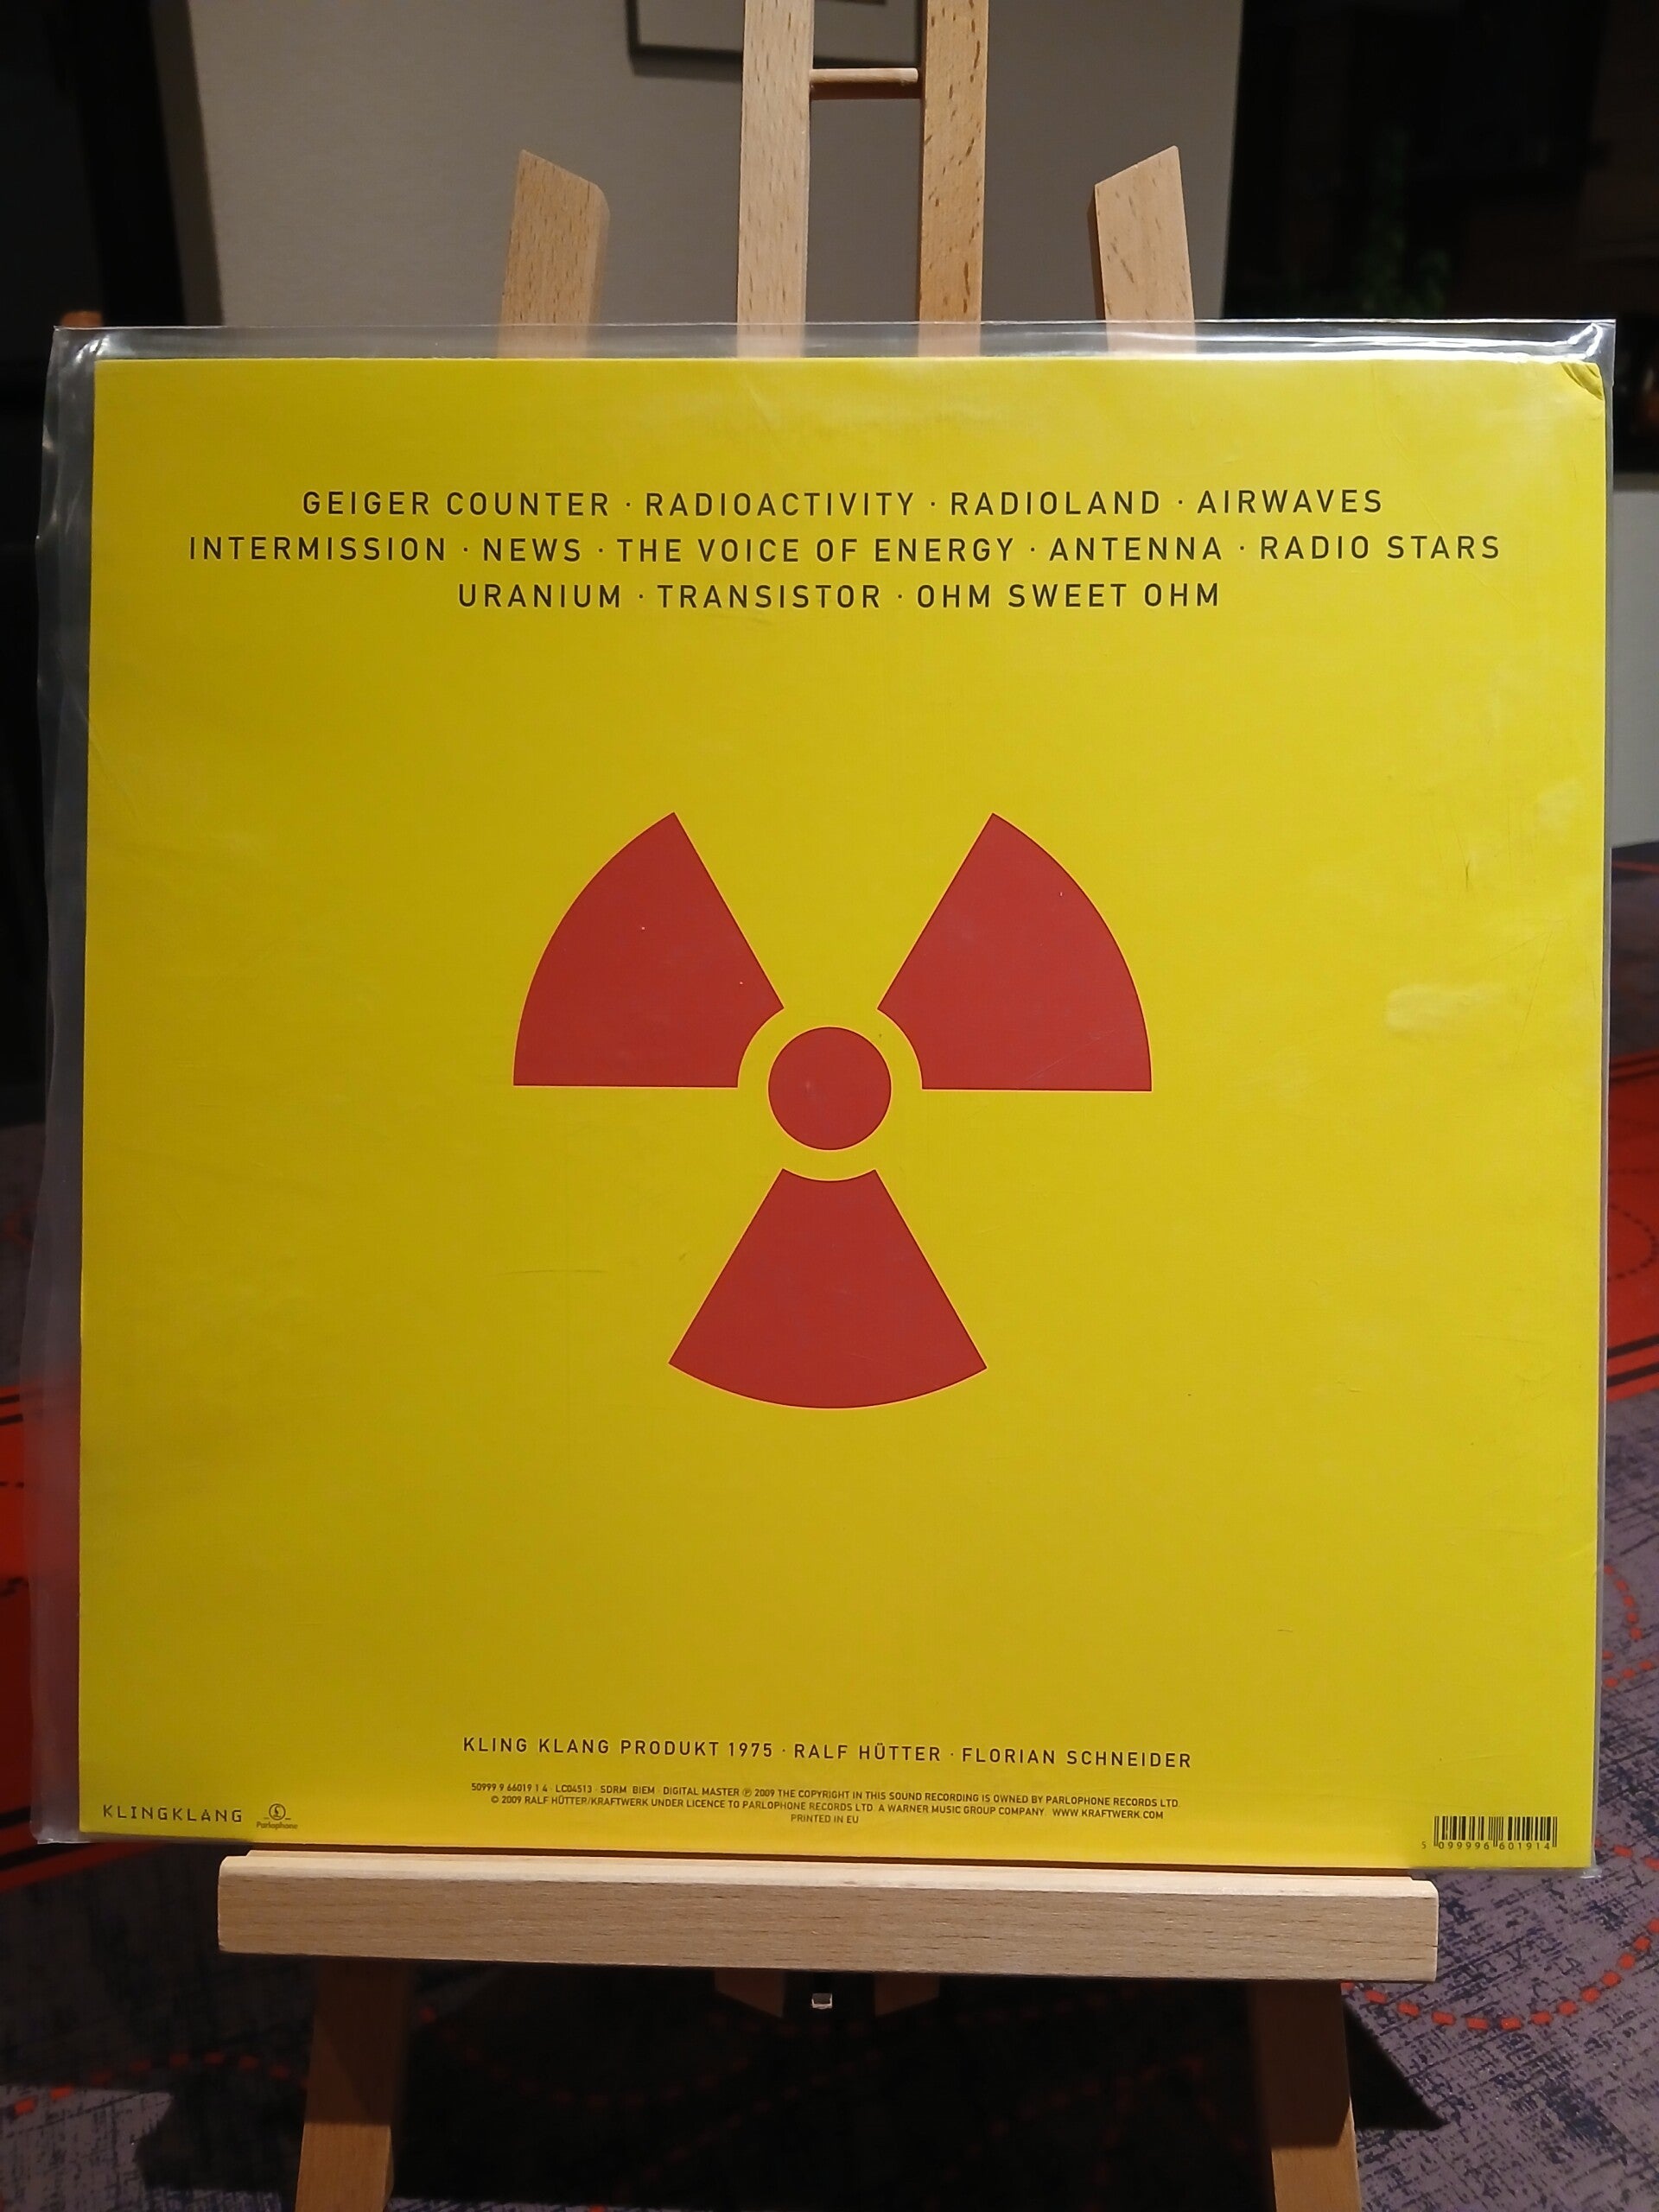 GEIGER COUNTER · RADIOACTIVITY · RADIOLAND · AIRWAVES
INTERMISSION · NEWS · THE VOICE OF ENERGY · ANTENNA · RADIO STARS
URANIUM · TRANSISTOR · OHM SWEET OHM
KLING KLANG PRODUKT 1975 · RALF HÜTTER · FLORIAN SCHNEIDER
50999 9 66019 1 4 · LC04513 · SDRM BIEM · DIGITAL MASTER ℗ 2009 THE COPYRIGHT IN THIS SOUND RECORDING IS OWNED BY PARLOPHONE RECORDS LTD.
© 2009 RALF HÜTTER/KRAFTWERK UNDER LICENCE TO PARLOPHONE RECORDS LTD. A WARNER MUSIC GROUP COMPANY WWW.KRAFTWERK.COM
PRINTED IN EU
KLINGKLANG
Parlophone
5 099996 601914